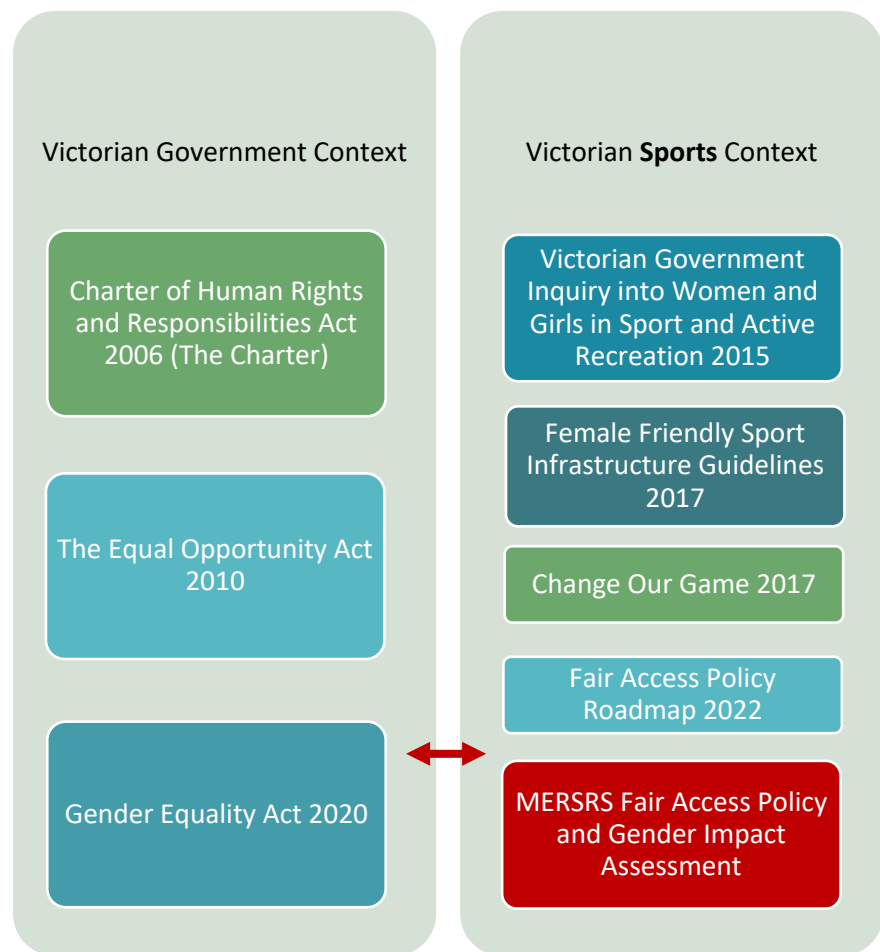 Victorian Government Context
Charter of Human Rights
and Responsibilities Act
2006 (The Charter)
The Equal Opportunity Act
2010
Gender Equality Act 2020
Victorian Sports Context
Victorian Government
Inquiry into Women and
Girls in Sport and Active
Recreation 2015
Female Friendly Sport
Infrastructure Guidelines
2017
Change Our Game 2017
Fair Access Policy
Roadmap 2022
MERSRS Fair Access Policy
and Gender Impact
Assessment